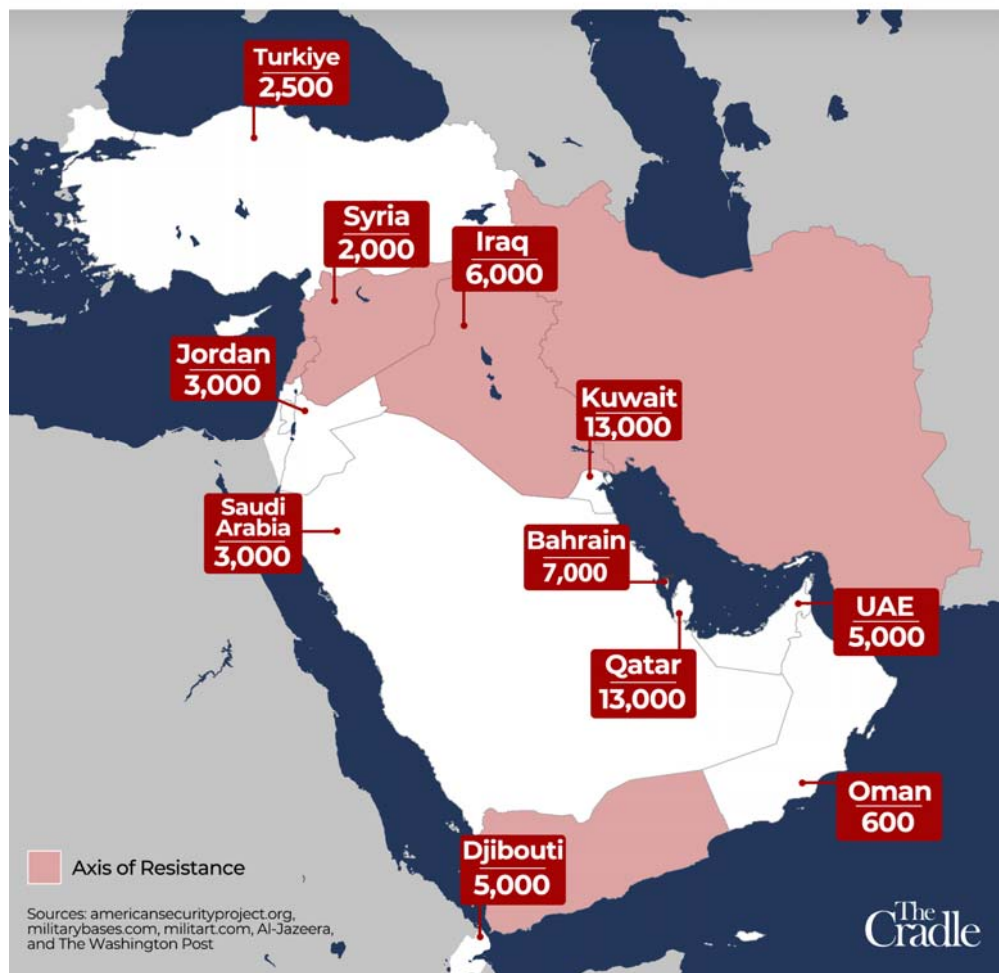 Turkiye
2,500
Syria
2,000
Iraq
6,000
Jordan
3,000
Kuwait
13,000
Saudi
Arabia
3,000
Bahrain
7,000
UAE
5,000
Qatar
13,000
Oman
600
Djibouti
5,000
Axis of Resistance
Sources: americansecurityproject.org,
militarybases.com, militart.com, Al-Jazeera,
and The Washington Post
The
Cradle